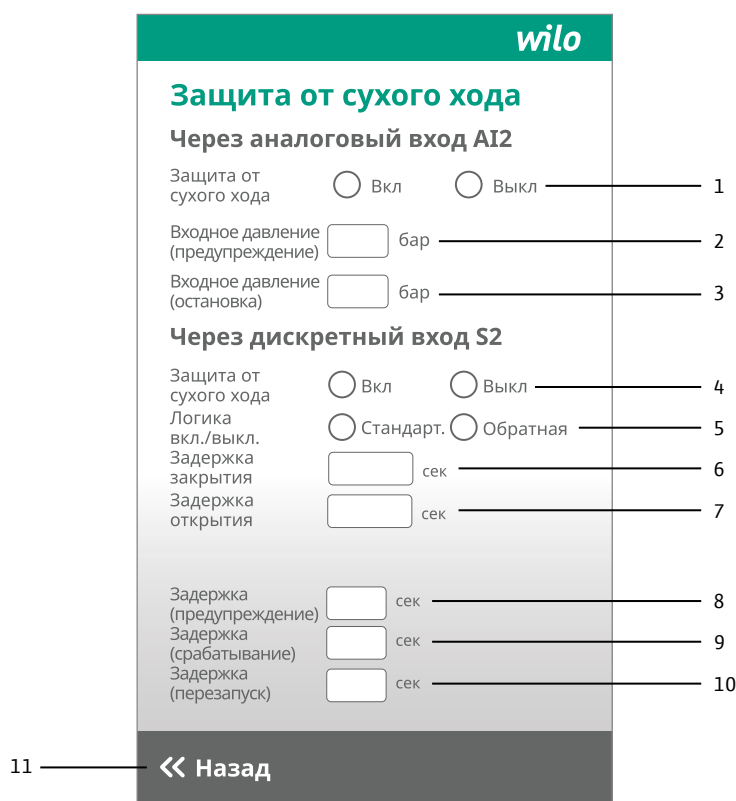 wilo
Защита от сухого хода
Через аналоговый вход AI2
Защита от
сухого хода
Вкл
Выкл
1
Входное давление
(предупреждение)
бар
2
Входное давление
(остановка)
бар
3
Через дискретный вход S2
Защита от
сухого хода
Вкл
Выкл
4
Логика
вкл./выкл.
Стандарт.
Обратная
5
Задержка
закрытия
сек
6
Задержка
открытия
сек
7
Задержка
(предупреждение)
сек
8
Задержка
(срабатывание)
сек
9
Задержка
(перезапуск)
сек
10
11
Назад